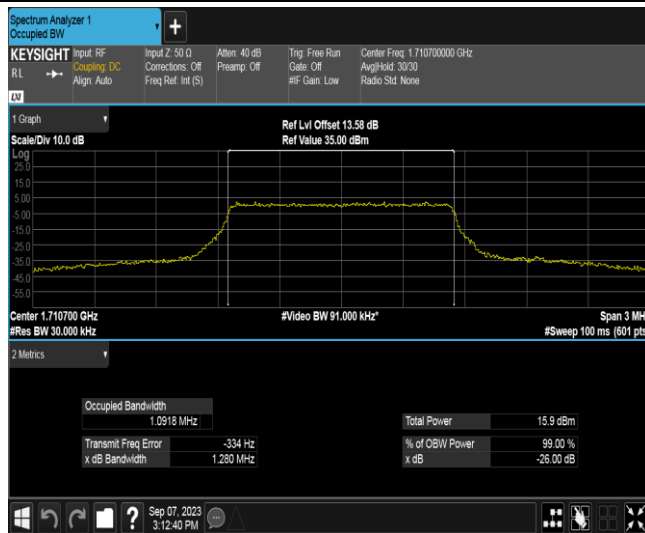 Spectrum Analyzer 1
Occupied BW
+
KEYSIGHT
RL
Input: RF
Coupling: DC
Align: Auto
Input Z: 50 Ω
Corrections: Off
Freq Ref: Int (S)
Atten: 40 dB
Preamp: Off
Trig: Free Run
Gate: Off
#IF Gain: Low
Center Freq: 1.710700000 GHz
Avg|Hold: 30/30
Radio Std: None
LXI
1 Graph
Scale/Div 10.0 dB
Ref Lvl Offset 13.58 dB
Ref Value 35.00 dBm
Log
25.0
15.0
5.00
-5.00
-15.0
-25.0
-35.0
-45.0
-55.0
Center 1.710700 GHz
#Res BW 30.000 kHz
#Video BW 91.000 kHz*
Span 3 MH
#Sweep 100 ms (601 pts
2 Metrics
Occupied Bandwidth
1.0918 MHz
Transmit Freq Error -334 Hz
x dB Bandwidth 1.280 MHz
Total Power 15.9 dBm
% of OBW Power 99.00 %
x dB -26.00 dB
?
Sep 07, 2023
3:12:40 PM